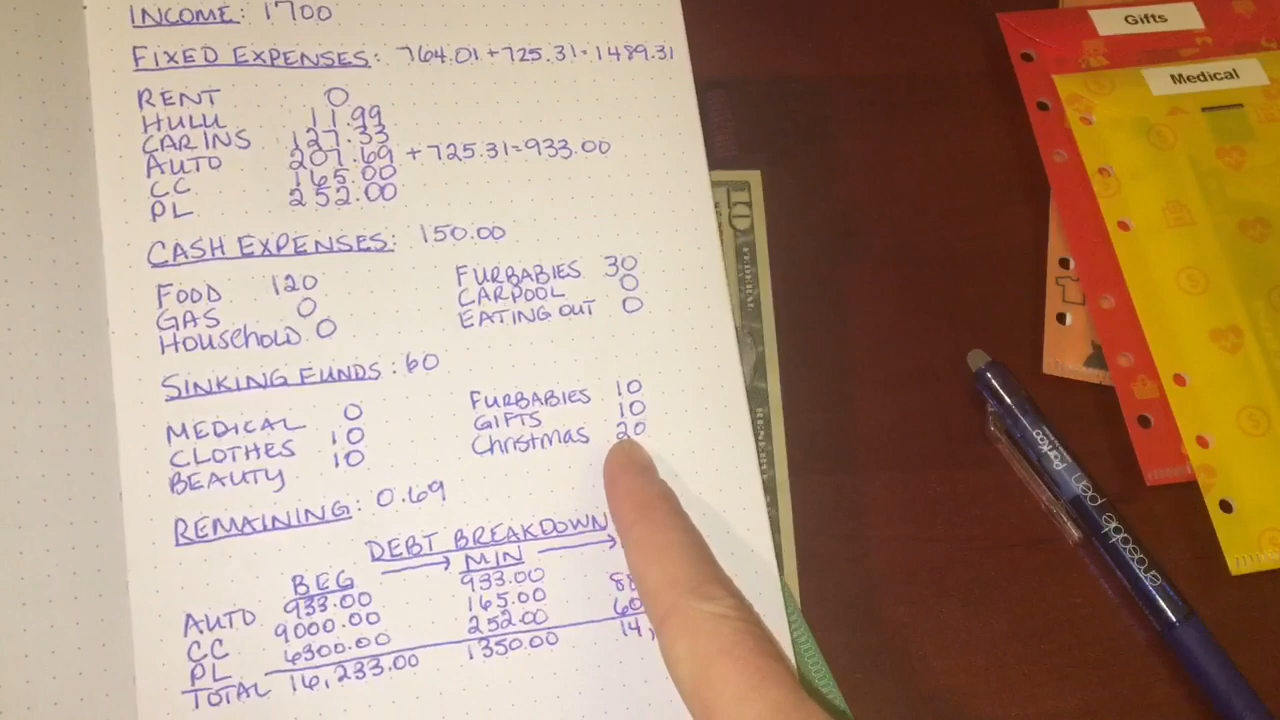 INCOME: 1700
FIXED EXPENSES: 764.01 + 725.31 = 1489.31
RENT 0
HULU 11.99
CAR INS 127.33
AUTO 207.69 + 725.31 = 933.00
CC 165.00
PL 252.00
CASH EXPENSES: 150.00
FOOD 120
GAS 0
HOUSEHOLD 0
FURBABIES 30
CARPOOL 0
EATING OUT 0
SINKING FUNDS: 60
MEDICAL 0
CLOTHES 10
BEAUTY 10
FURBABIES 10
GIFTS 10
Christmas 20
REMAINING: 0.69
DEBT BREAKDOWN
BEG MIN
AUTO 933.00 933.00
CC 9000.00 165.00
PL 6300.00 252.00
TOTAL 16,233.00 1350.00
Gifts
Medical
10
Parkoo
erasable pen